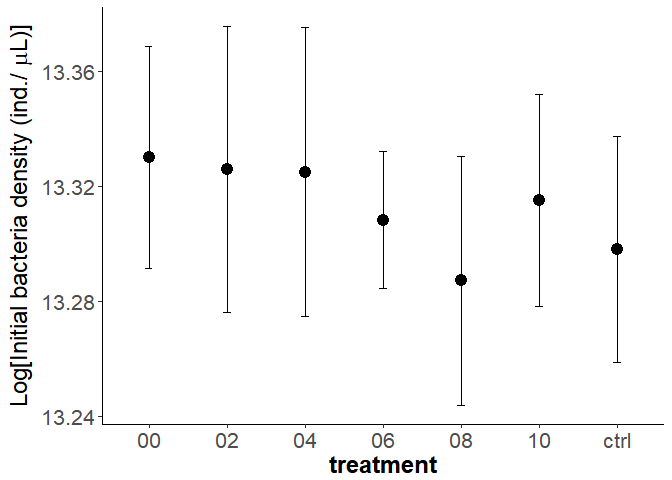 Log[Initial bacteria density (ind./ μL)]
13.36
13.32
13.28
13.24
00 02 04 06 08 10 ctrl
treatment